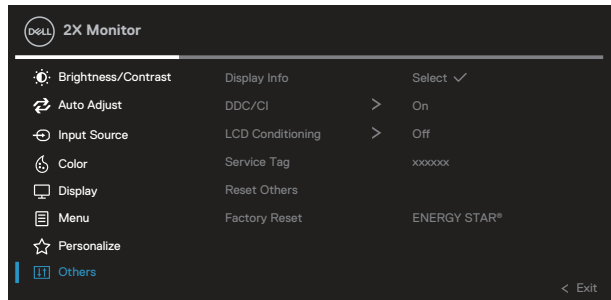 DELL 2X Monitor
Brightness/Contrast Display Info Select ✓
Auto Adjust DDC/CI > On
Input Source LCD Conditioning > Off
Color Service Tag xxxxxx
Display Reset Others
Menu Factory Reset ENERGY STAR®
Personalize
Others
< Exit